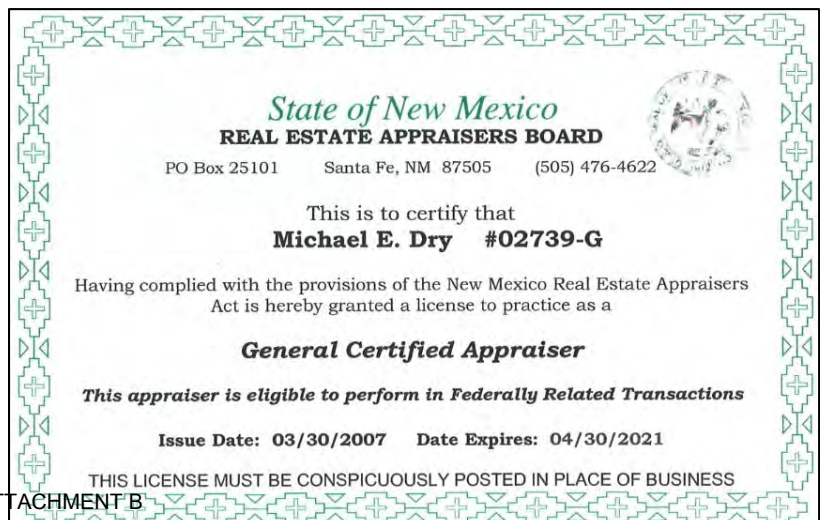 State of New Mexico
REAL ESTATE APPRAISERS BOARD
PO Box 25101 Santa Fe, NM 87505 (505) 476-4622
This is to certify that
Michael E. Dry #02739-G
Having complied with the provisions of the New Mexico Real Estate Appraisers
Act is hereby granted a license to practice as a
General Certified Appraiser
This appraiser is eligible to perform in Federally Related Transactions
Issue Date: 03/30/2007 Date Expires: 04/30/2021
THIS LICENSE MUST BE CONSPICUOUSLY POSTED IN PLACE OF BUSINESS
TACHMENT B